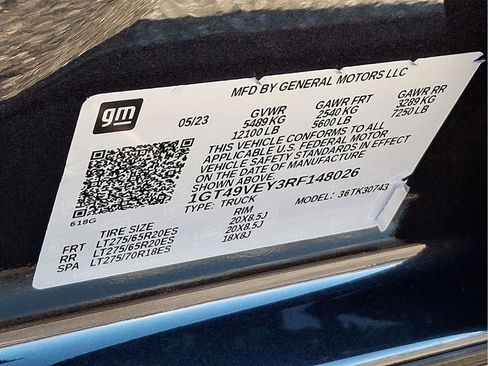 MFD BY GENERAL MOTORS LLC
gm
05/23
GVWR GAWR FRT GAWR RR
5489 KG 2540 KG 3289 KG
12100 LB 5600 LB 7250 LB
THIS VEHICLE CONFORMS TO ALL
APPLICABLE U.S. FEDERAL MOTOR
VEHICLE SAFETY STANDARDS IN EFFECT
ON THE DATE OF MANUFACTURE
SHOWN ABOVE.
1GT49VEY3RF148026
TYPE: TRUCK MODEL: 36TK30743
618G
TIRE SIZE RIM
FRT LT275/65R20ES 20X8.5J
RR LT275/65R20ES 20X8.5J
SPA LT275/70R18ES 18X8J